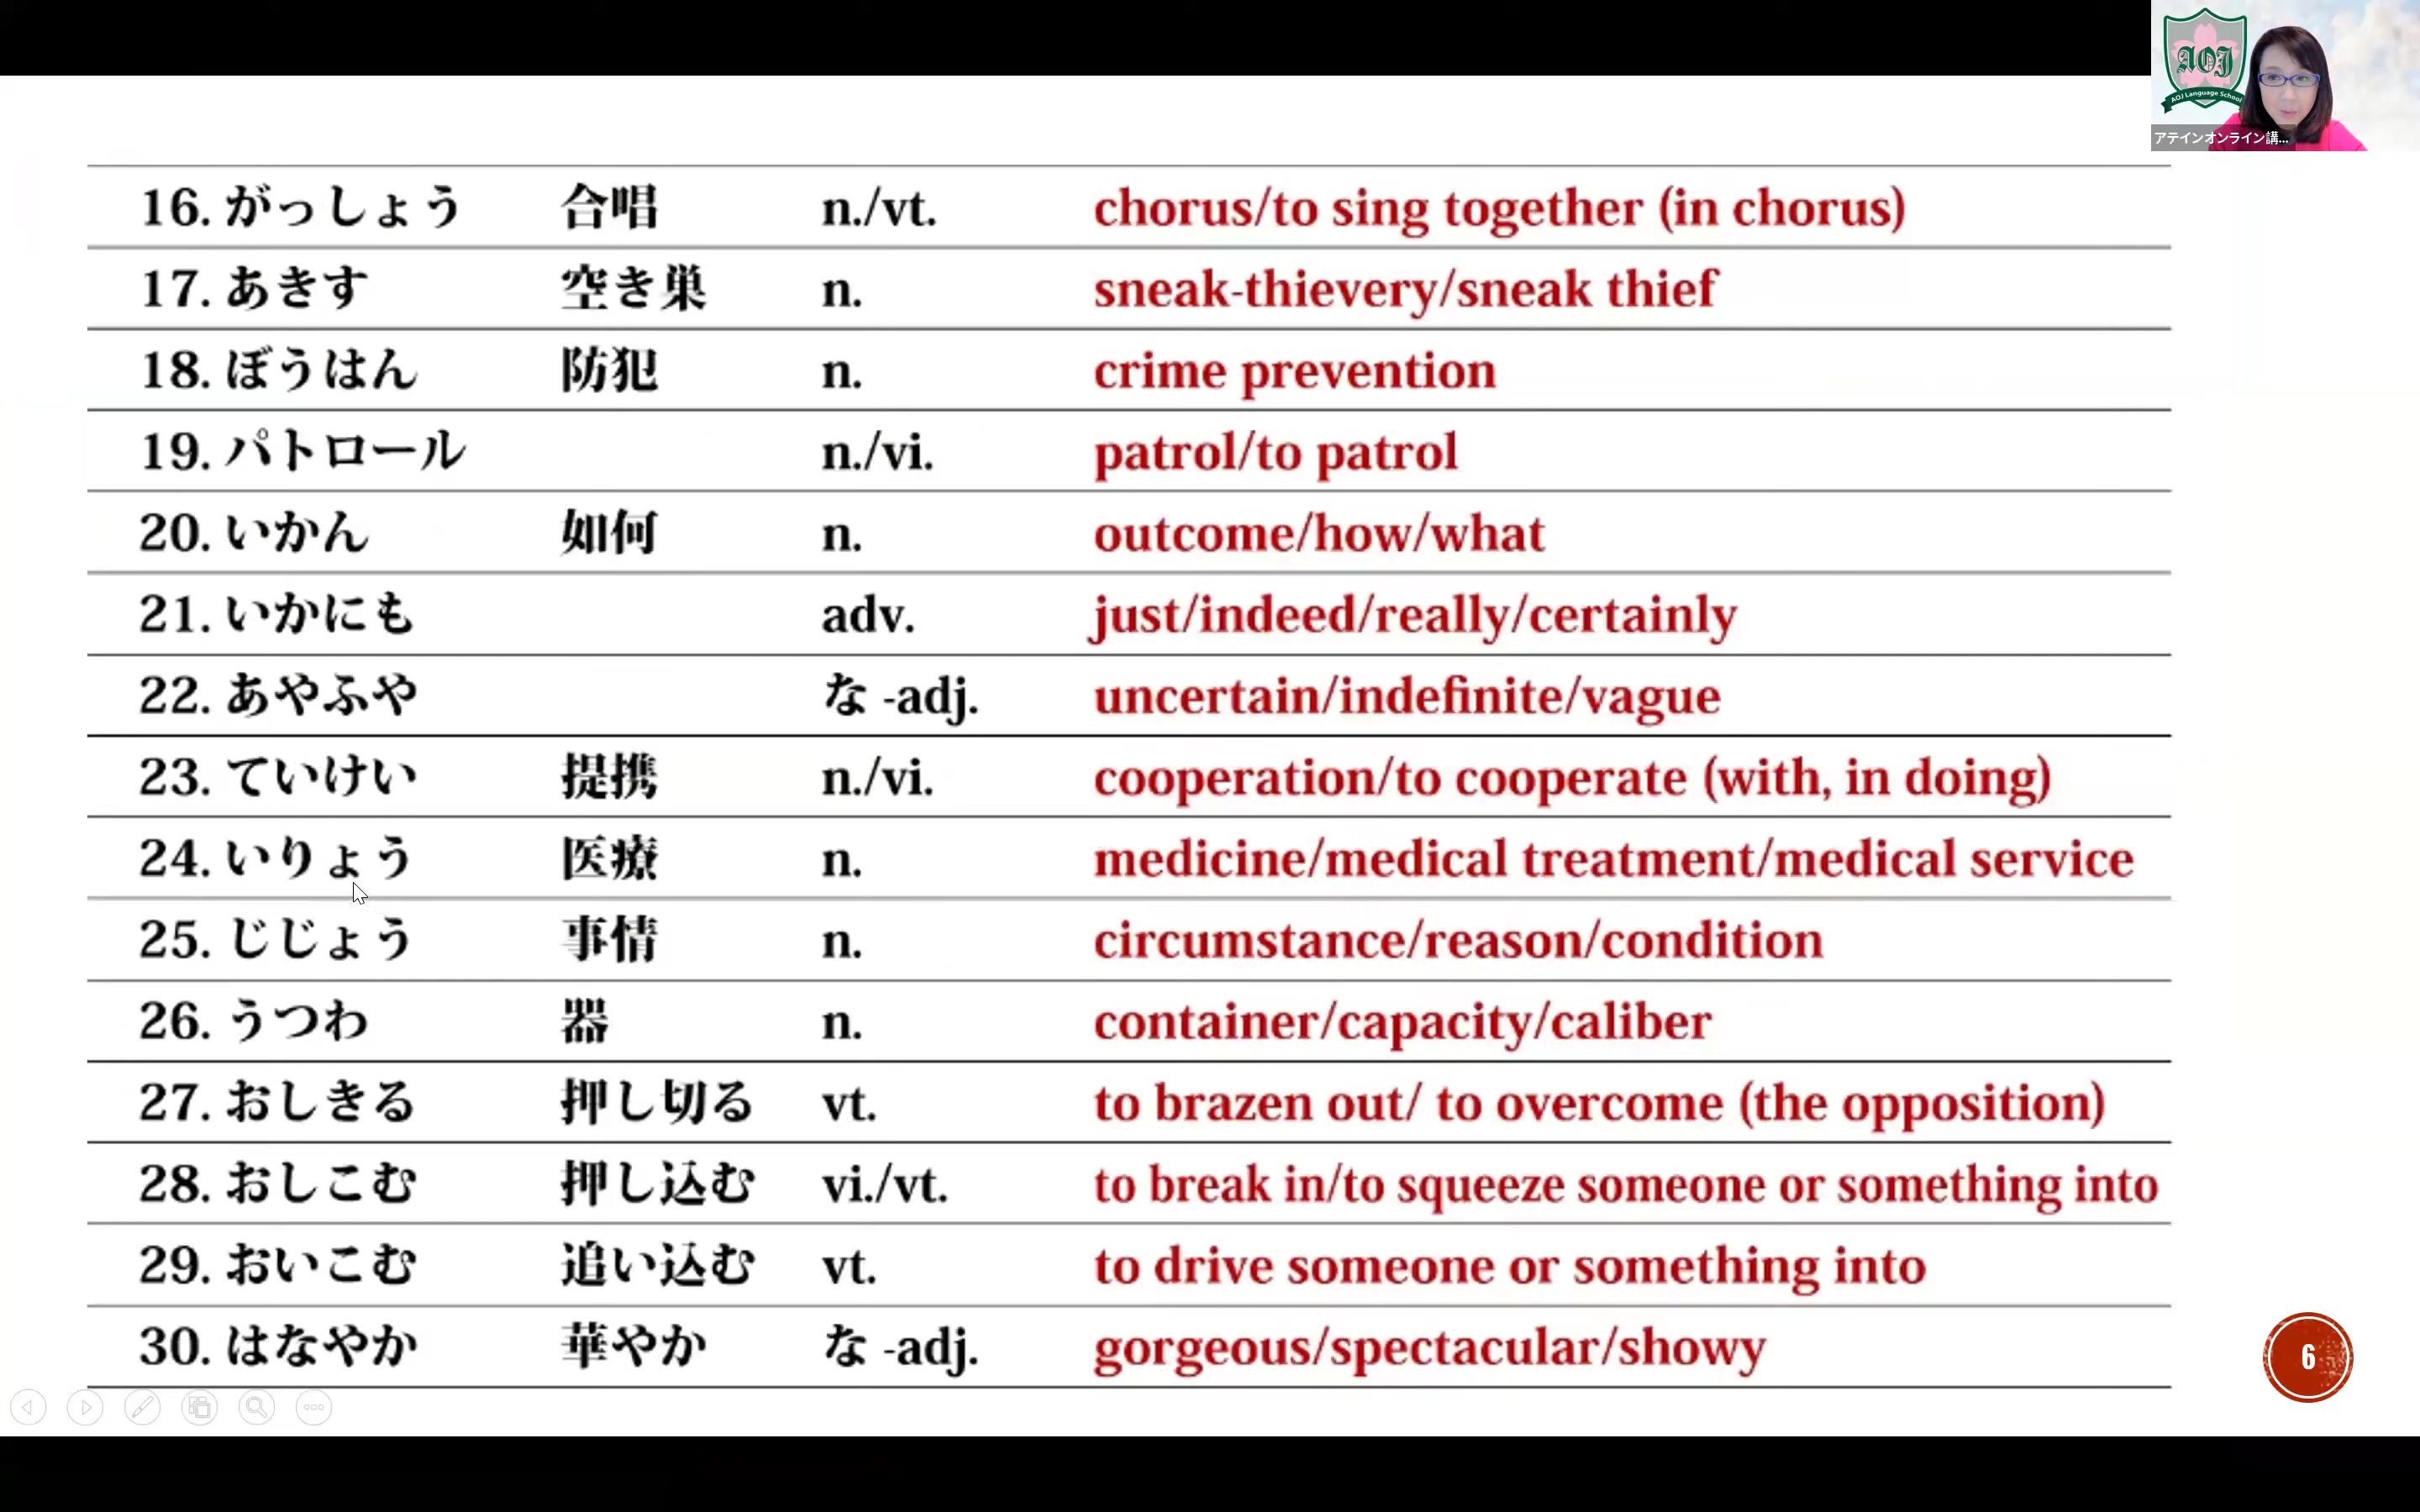 AOJ
AOJ Language School
アテインオンライン講...
16. がっしょう 合唱 n./vt. chorus/to sing together (in chorus)
17. あきす 空き巣 n. sneak-thievery/sneak thief
18. ぼうはん 防犯 n. crime prevention
19. パトロール n./vi. patrol/to patrol
20. いかん 如何 n. outcome/how/what
21. いかにも adv. just/indeed/really/certainly
22. あやふや な -adj. uncertain/indefinite/vague
23. ていけい 提携 n./vi. cooperation/to cooperate (with, in doing)
24. いりょう 医療 n. medicine/medical treatment/medical service
25. じじょう 事情 n. circumstance/reason/condition
26. うつわ 器 n. container/capacity/caliber
27. おしきる 押し切る vt. to brazen out/ to overcome (the opposition)
28. おしこむ 押し込む vi./vt. to break in/to squeeze someone or something into
29. おいこむ 追い込む vt. to drive someone or something into
30. はなやか 華やか な -adj. gorgeous/spectacular/showy
6